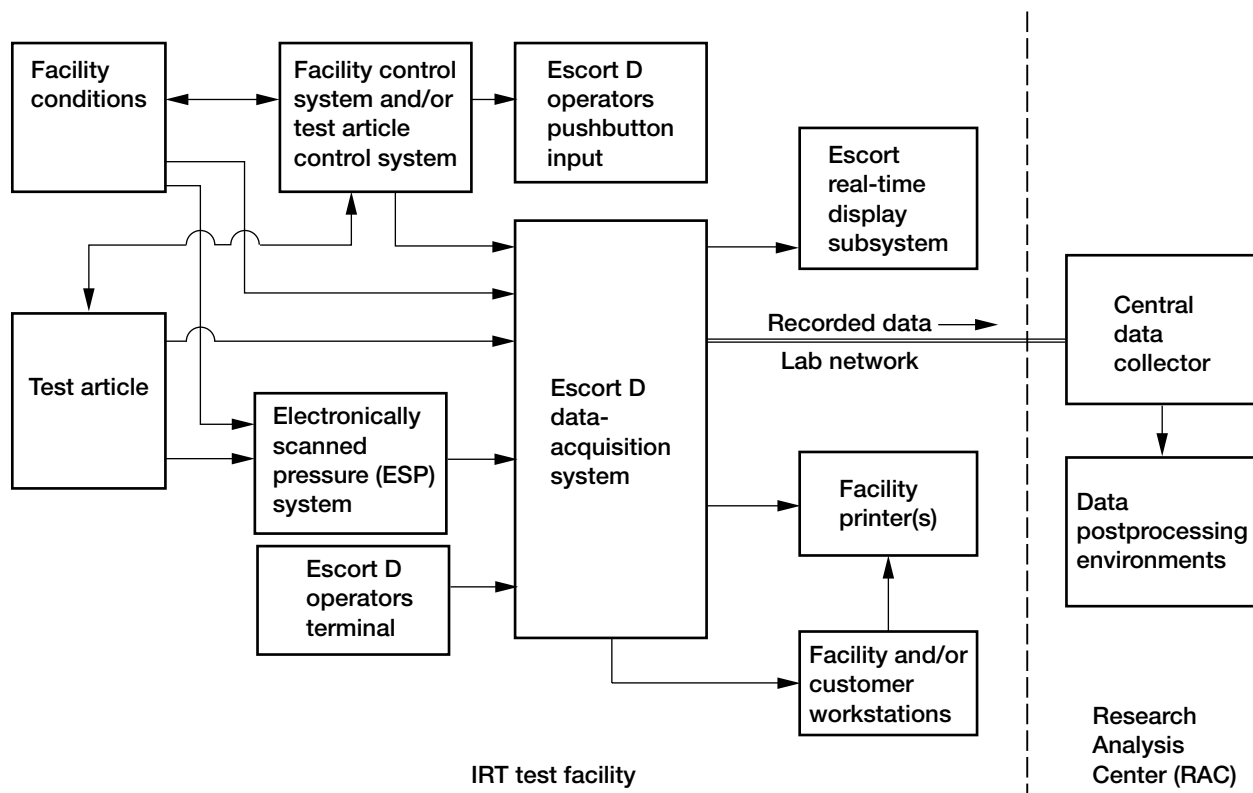 Facility
conditions
Facility control
system and/or
test article
control system
Escort D
operators
pushbutton
input
Escort
real-time
display
subsystem
Central
data
collector
Recorded data
Lab network
Test article
Electronically
scanned
pressure (ESP)
system
Escort D
data-
acquisition
system
Facility
printer(s)
Data
postprocessing
environments
Escort D
operators
terminal
Facility and/or
customer
workstations
IRT test facility
Research
Analysis
Center (RAC)